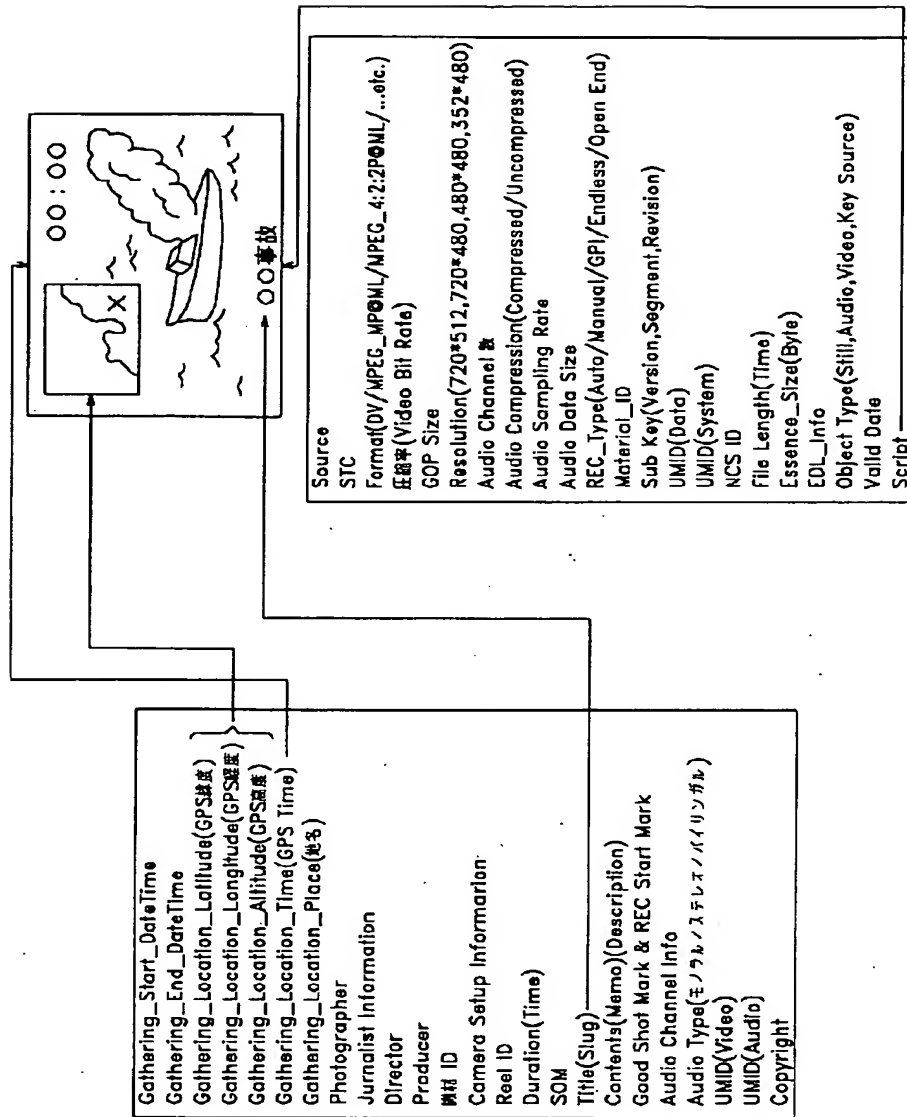 Gathering_Start_DateTime
Gathering_End_DateTime
Gathering_Location_Latitude(GPS緯度)
Gathering_Location_Longitude(GPS経度)
Gathering_Location_Altitude(GPS高度)
Gathering_Location_Time(GPS Time)
Gathering_Location_Place(地名)
Photographer
Jurnalist Information
Director
Producer
素材 ID
Camera Setup Informarion
Reel ID
Duration(Time)
SOM
Title(Slug)
Contents(Memo)(Description)
Good Shot Mark & REC Start Mark
Audio Channel Info
Audio Type(モノラル/ステレオ/バイリンガル)
UMID(Video)
UMID(Audio)
Copyright
○○:○○
×
○○事故
Source
STC
Format(DV/MPEG_MP@ML/MPEG_4:2:2P@ML/...etc.)
圧縮率(Video Bit Rate)
GOP Size
Resolution(720*512,720*480,480*480,352*480)
Audio Channel 数
Audio Compression(Compressed/Uncompressed)
Audio Sampling Rate
Audio Data Size
REC_Type(Auto/Manual/GPI/Endless/Open End)
Material_ID
Sub Key(Version,Segment,Revision)
UMID(Data)
UMID(System)
NCS ID
File Length(Time)
Essence_Size(Byte)
EDL_Info
Object Type(Still,Audio,Video,Key Source)
Valid Date
Script